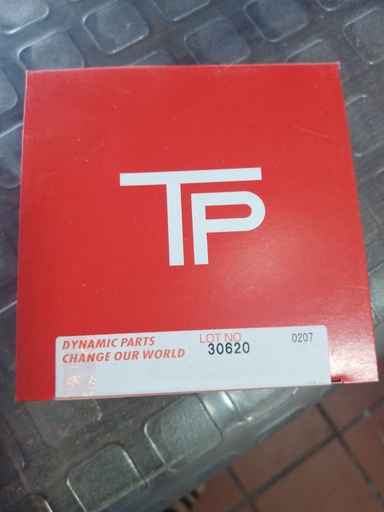 TP
DYNAMIC PARTS
CHANGE OUR WORLD
LOT NO
30620
0207